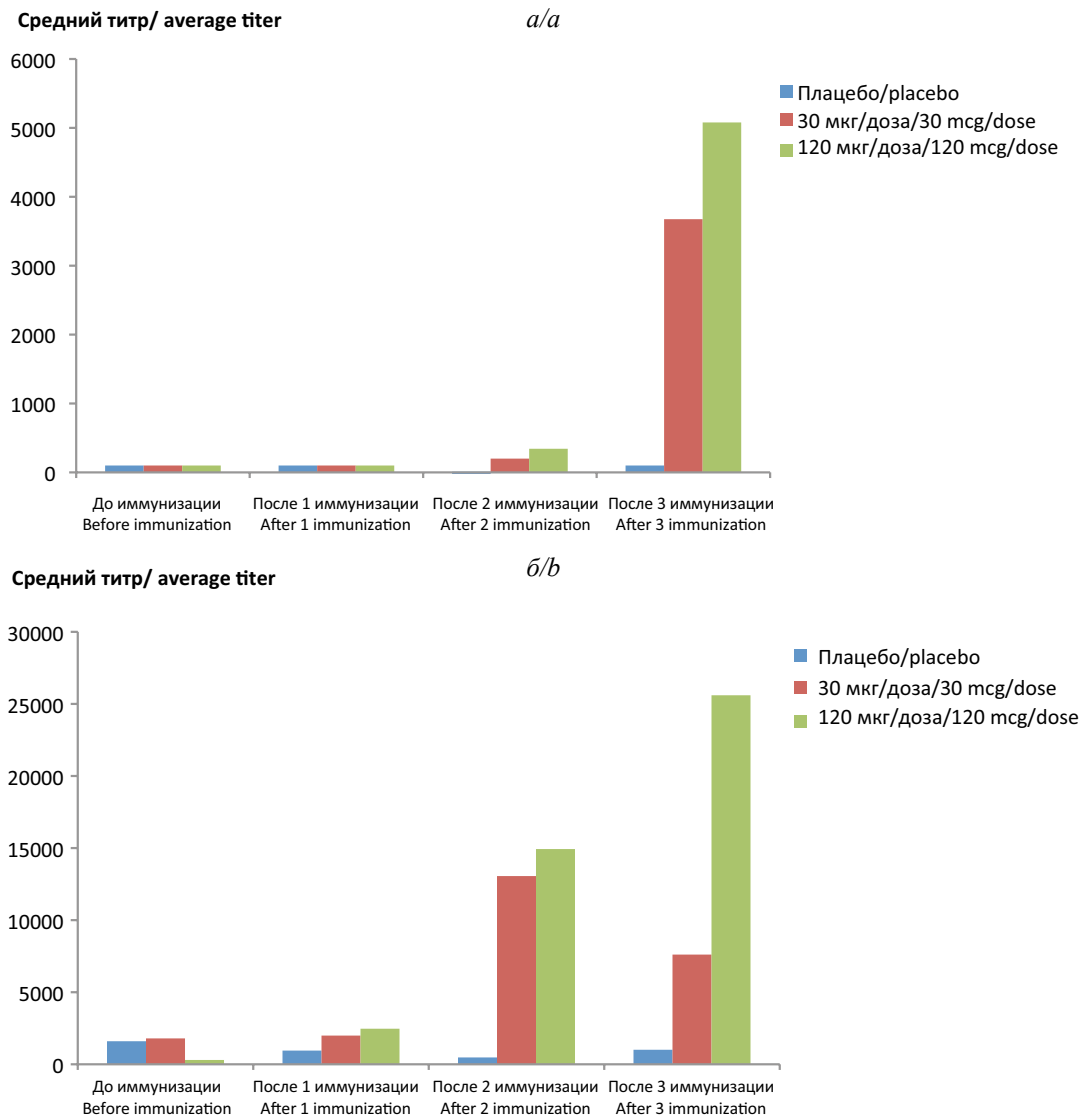 Средний титр/ average titer
а/a
6000
5000
4000
3000
2000
1000
0
Плацебо/placebo
30 мкг/доза/30 mcg/dose
120 мкг/доза/120 mcg/dose
До иммунизации
Before immunization
После 1 иммунизации
After 1 immunization
После 2 иммунизации
After 2 immunization
После 3 иммунизации
After 3 immunization
Средний титр/ average titer
б/b
30000
25000
20000
15000
10000
5000
0
Плацебо/placebo
30 мкг/доза/30 mcg/dose
120 мкг/доза/120 mcg/dose
До иммунизации
Before immunization
После 1 иммунизации
After 1 immunization
После 2 иммунизации
After 2 immunization
После 3 иммунизации
After 3 immunization